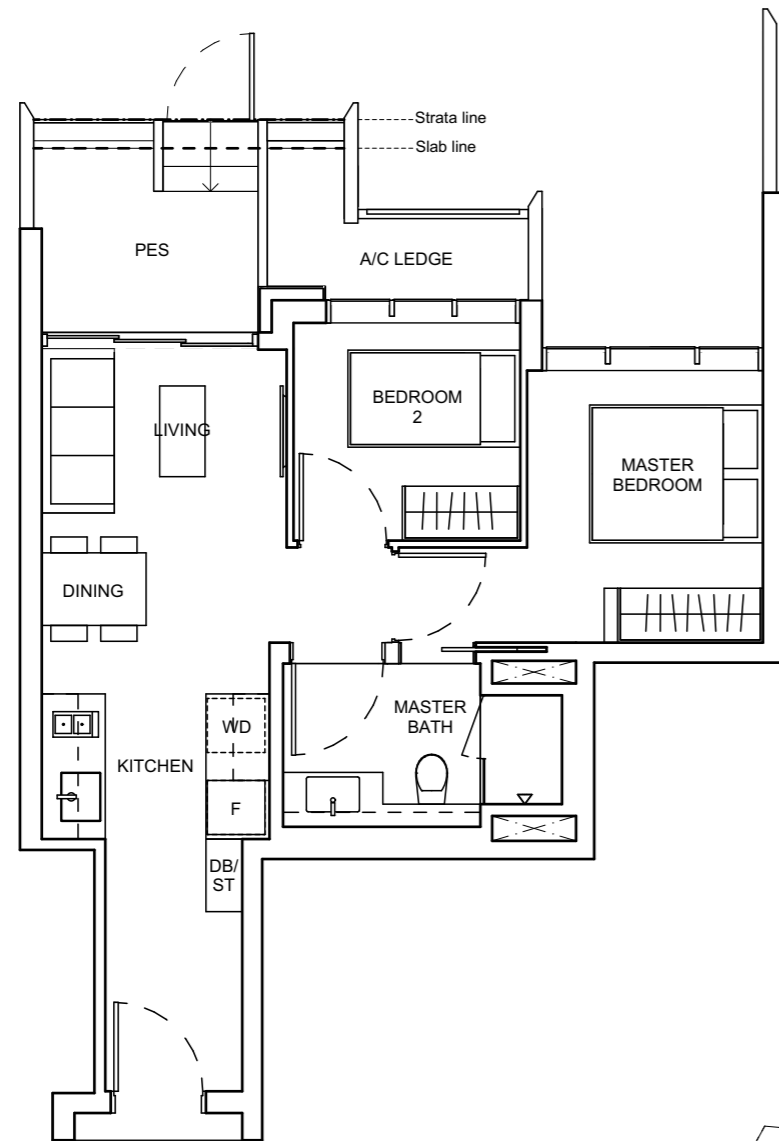 Strata line
Slab line
PES
A/C LEDGE
BEDROOM
2
LIVING
MASTER
BEDROOM
DINING
MASTER
BATH
WD
KITCHEN
F
DB/
ST